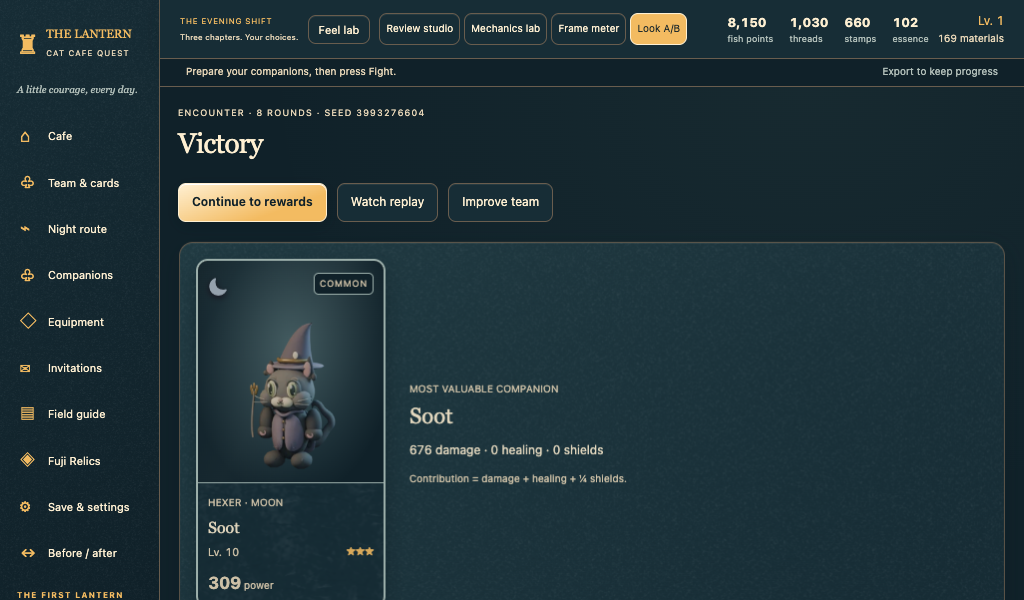 THE LANTERN
CAT CAFE QUEST
A little courage, every day.
Cafe
Team & cards
Night route
Companions
Equipment
Invitations
Field guide
Fuji Relics
Save & settings
Before / after
THE FIRST LANTERN
THE EVENING SHIFT
Three chapters. Your choices.
Feel lab
Review studio
Mechanics lab
Frame meter
Look A/B
8,150
fish points
1,030
threads
660
stamps
102
essence
Lv. 1
169 materials
Prepare your companions, then press Fight.
Export to keep progress
ENCOUNTER · 8 ROUNDS · SEED 3993276604
Victory
Continue to rewards
Watch replay
Improve team
COMMON
HEXER · MOON
Soot
Lv. 10
★★★
309 power
MOST VALUABLE COMPANION
Soot
676 damage · 0 healing · 0 shields
Contribution = damage + healing + ¼ shields.